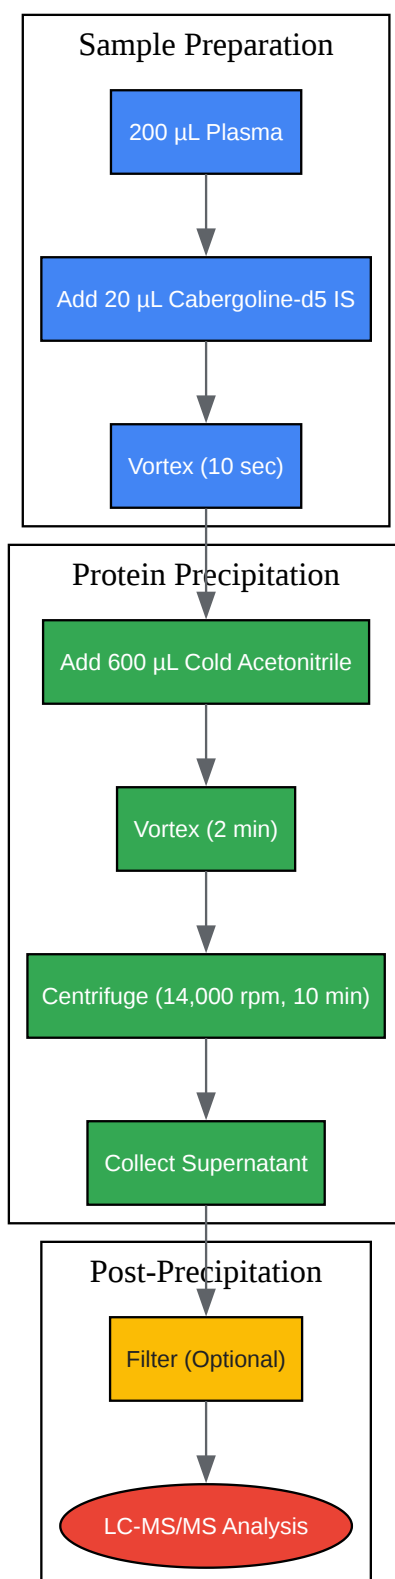 Sample Preparation
200 µL Plasma
Add 20 µL Cabergoline-d5 IS
Vortex (10 sec)
Protein Precipitation
Add 600 µL Cold Acetonitrile
Vortex (2 min)
Centrifuge (14,000 rpm, 10 min)
Collect Supernatant
Post-Precipitation
Filter (Optional)
LC-MS/MS Analysis